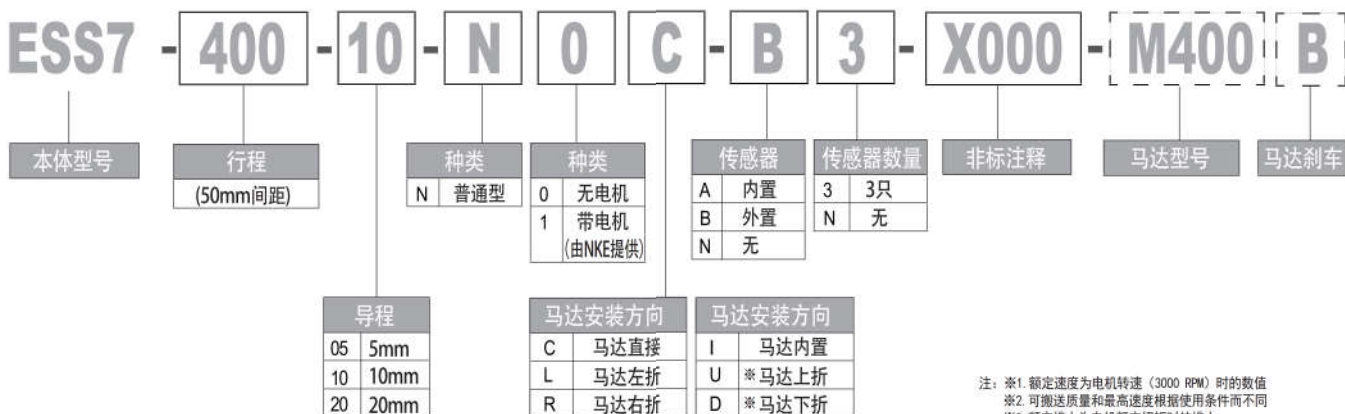 ESS7 - 400 - 10 - N 0 C - B 3 - X000 - M400 B
本体型号 行程 种类 种类 传感器 传感器数量 非标注释 马达型号 马达刹车
(50mm间距)
N 普通型
0 无电机
1 带电机
(由NKE提供)
A 内置
B 外置
N 无
3 3只
N 无
导程
05 5mm
10 10mm
20 20mm
马达安装方向
C 马达直接
L 马达左折
R 马达右折
马达安装方向
I 马达内置
U ※马达上折
D ※马达下折
注: ※1. 额定速度为电机转速（3000 RPM）时的数值
※2. 可搬送质量和最高速度根据使用条件而不同